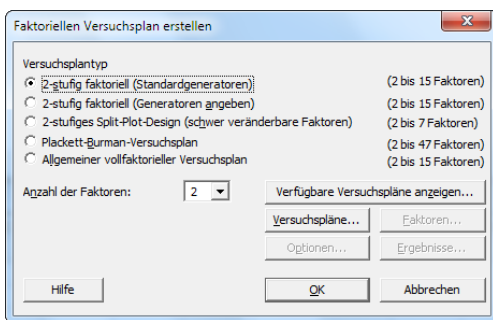 Faktoriellen Versuchsplan erstellen
Versuchsplantyp
2-stufig faktoriell (Standardgeneratoren) (2 bis 15 Faktoren)
2-stufig faktoriell (Generatoren angeben) (2 bis 15 Faktoren)
2-stufiges Split-Plot-Design (schwer veränderbare Faktoren) (2 bis 7 Faktoren)
Plackett-Burman-Versuchsplan (2 bis 47 Faktoren)
Allgemeiner vollfaktorieller Versuchsplan (2 bis 15 Faktoren)
Anzahl der Faktoren: 2 Verfügbare Versuchspläne anzeigen...
Versuchspläne... Faktoren...
Optionen... Ergebnisse...
Hilfe OK Abbrechen